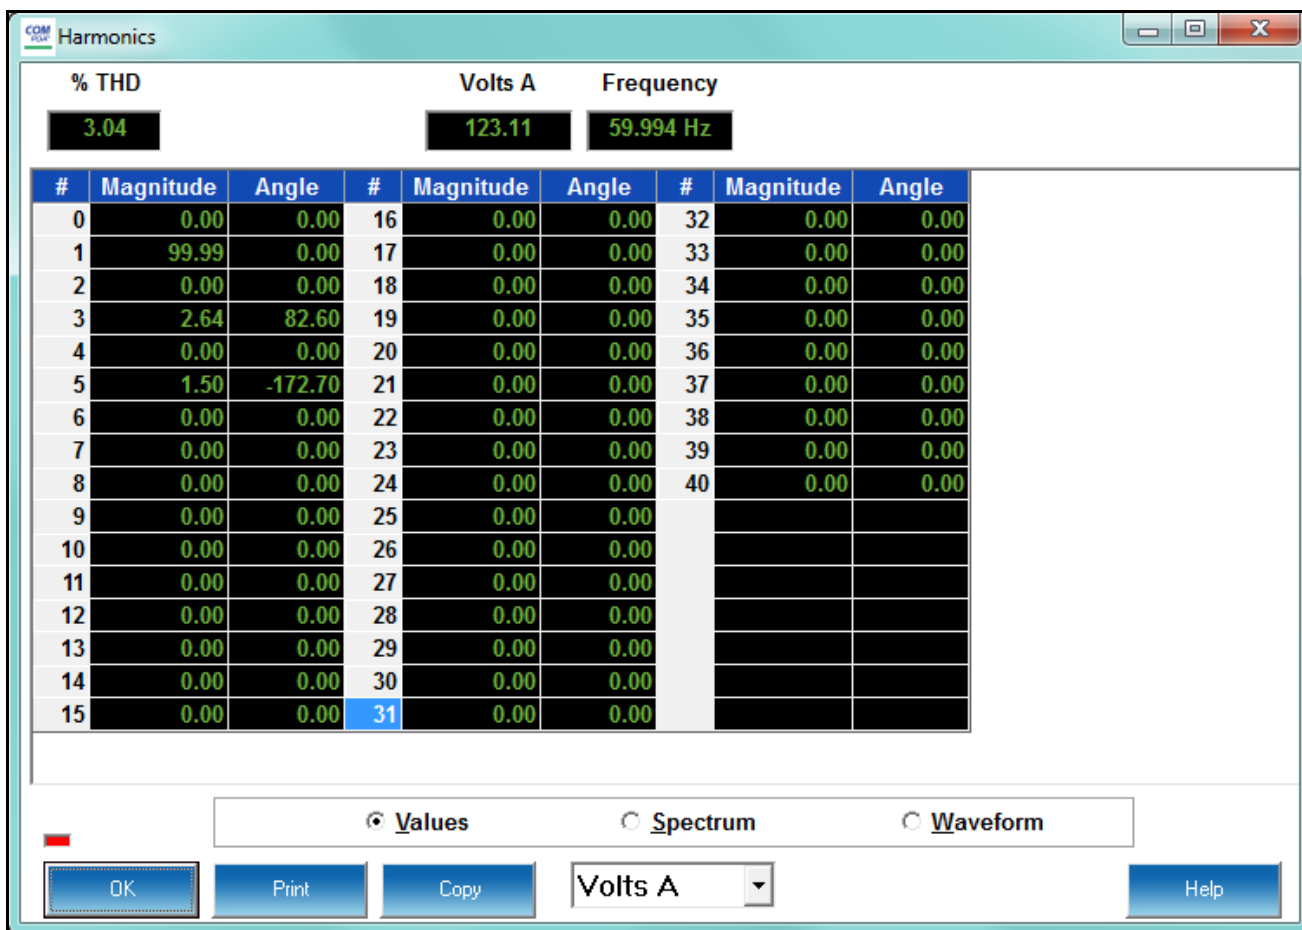 COM
PQA Harmonics
% THD Volts A Frequency
3.04 123.11 59.994 Hz
# Magnitude Angle # Magnitude Angle # Magnitude Angle
0 0.00 0.00 16 0.00 0.00 32 0.00 0.00
1 99.99 0.00 17 0.00 0.00 33 0.00 0.00
2 0.00 0.00 18 0.00 0.00 34 0.00 0.00
3 2.64 82.60 19 0.00 0.00 35 0.00 0.00
4 0.00 0.00 20 0.00 0.00 36 0.00 0.00
5 1.50 -172.70 21 0.00 0.00 37 0.00 0.00
6 0.00 0.00 22 0.00 0.00 38 0.00 0.00
7 0.00 0.00 23 0.00 0.00 39 0.00 0.00
8 0.00 0.00 24 0.00 0.00 40 0.00 0.00
9 0.00 0.00 25 0.00 0.00
10 0.00 0.00 26 0.00 0.00
11 0.00 0.00 27 0.00 0.00
12 0.00 0.00 28 0.00 0.00
13 0.00 0.00 29 0.00 0.00
14 0.00 0.00 30 0.00 0.00
15 0.00 0.00 31 0.00 0.00
Values Spectrum Waveform
OK Print Copy Volts A Help